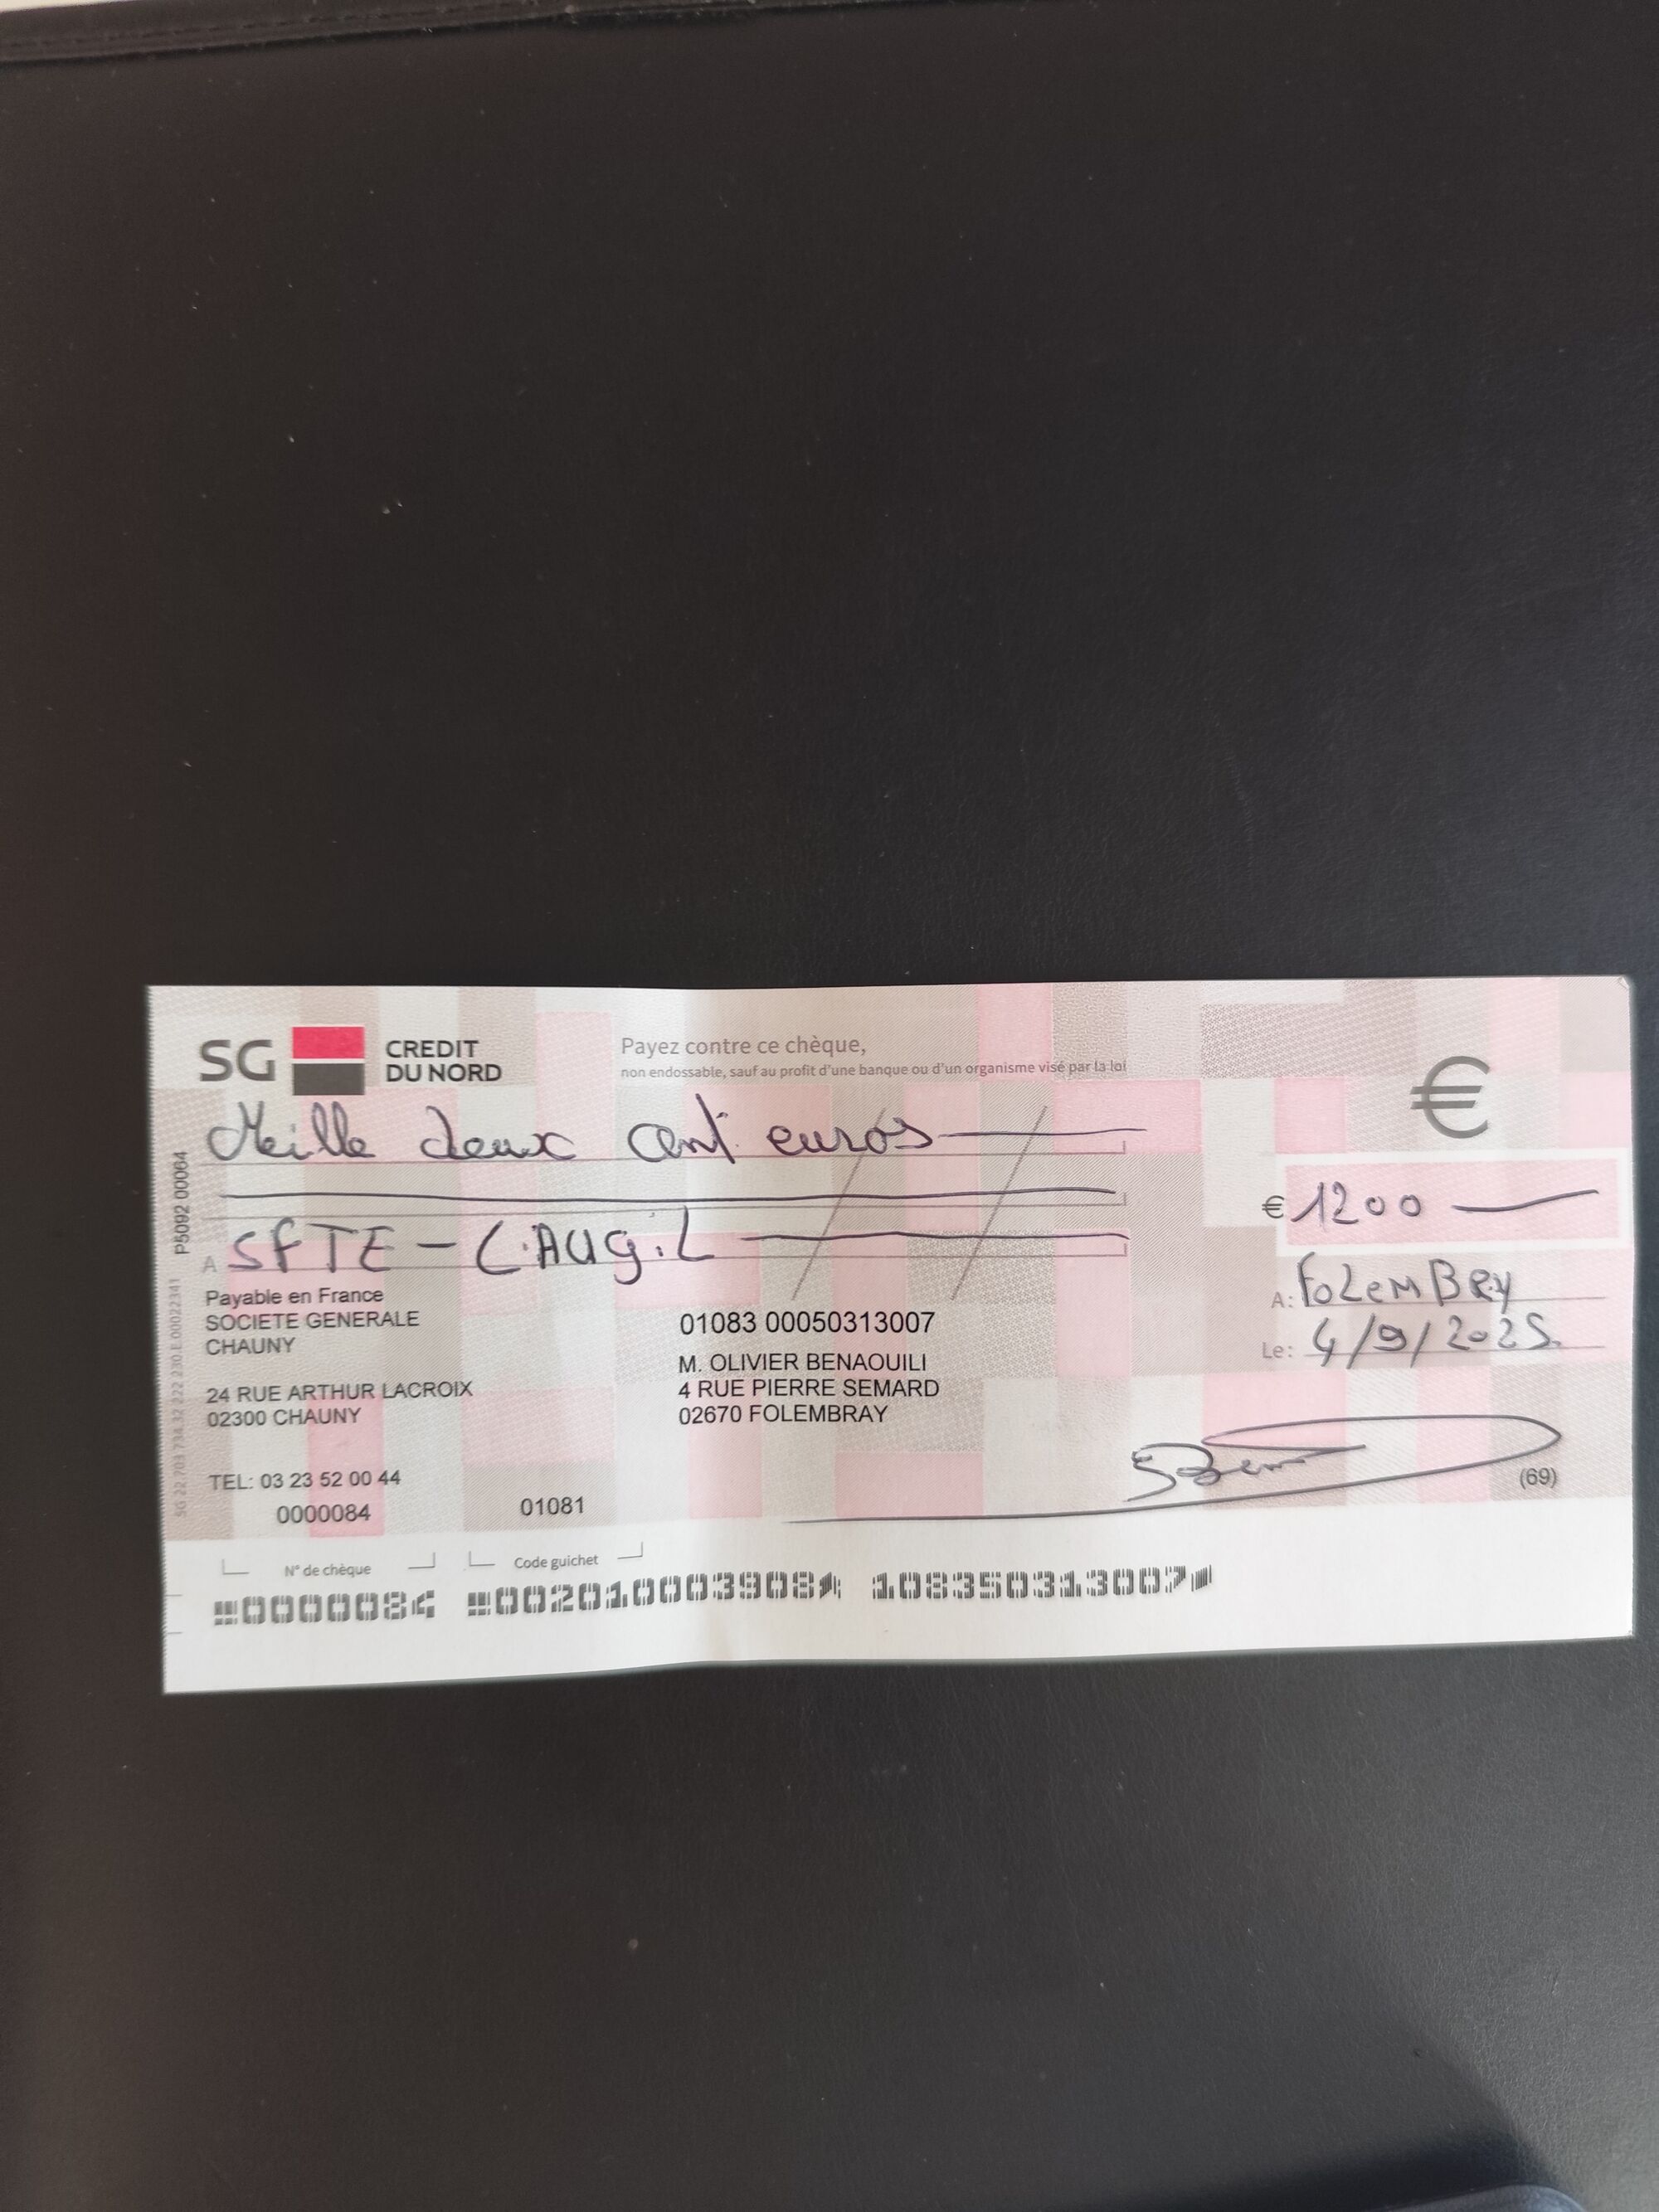 SG CREDIT DU NORD
Payez contre ce chèque,
non endossable, sauf au profit d'une banque ou d'un organisme visé par la loi
€
Meille deux cent euros
€ 1200
A SFTE - L.AUg.L
P5092 00064
Payable en France
SOCIETE GENERALE
CHAUNY
24 RUE ARTHUR LACROIX
02300 CHAUNY
TEL: 03 23 52 00 44
01083 00050313007
M. OLIVIER BENAOUILI
4 RUE PIERRE SEMARD
02670 FOLEMBRAY
A: FoLeMBRy
Le: 4/9/2025.
(69)
0000084
01081
N° de chèque
Code guichet
0000084 002010003908 108350313007